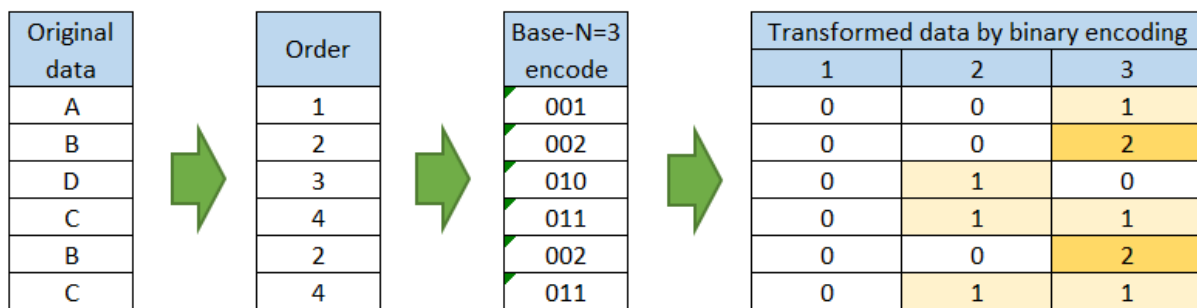 Original data Order Base-N=3 encode Transformed data by binary encoding
1 2 3
A 1 001 0 0 1
B 2 002 0 0 2
D 3 010 0 1 0
C 4 011 0 1 1
B 2 002 0 0 2
C 4 011 0 1 1